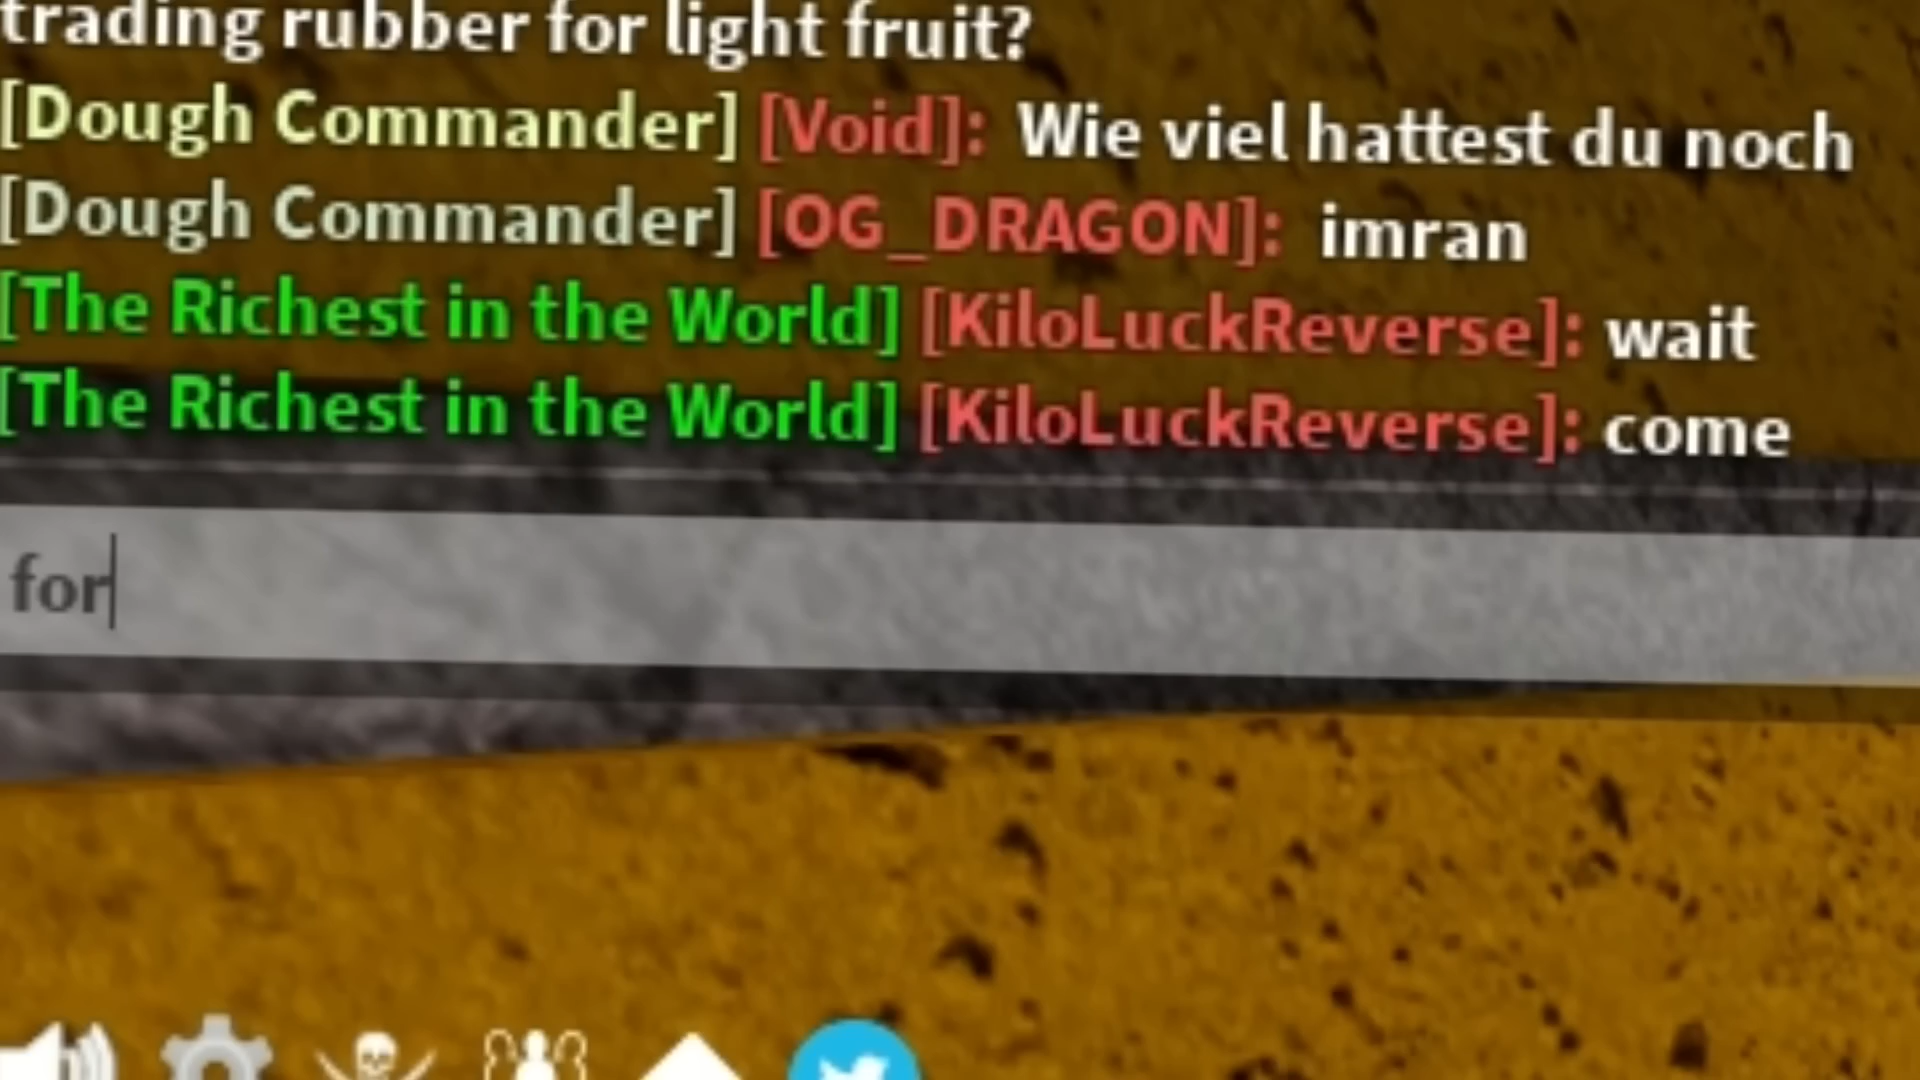 trading rubber for light fruit?
[Dough Commander] [Void]: Wie viel hattest du noch
[Dough Commander] [OG_DRAGON]: imran
[The Richest in the World] [KiloLuckReverse]: wait
[The Richest in the World] [KiloLuckReverse]: come
for